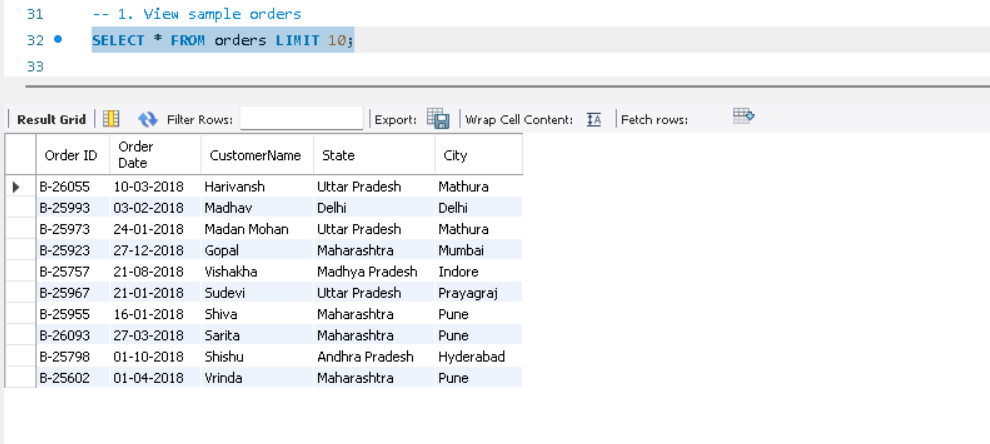 31 -- 1. View sample orders
32 SELECT * FROM orders LIMIT 10;
33
Result Grid Filter Rows: Export: Wrap Cell Content: IA Fetch rows:
Order ID Order Date CustomerName State City
B-26055 10-03-2018 Harivansh Uttar Pradesh Mathura
B-25993 03-02-2018 Madhav Delhi Delhi
B-25973 24-01-2018 Madan Mohan Uttar Pradesh Mathura
B-25923 27-12-2018 Gopal Maharashtra Mumbai
B-25757 21-08-2018 Vishakha Madhya Pradesh Indore
B-25967 21-01-2018 Sudevi Uttar Pradesh Prayagraj
B-25955 16-01-2018 Shiva Maharashtra Pune
B-26093 27-03-2018 Sarita Maharashtra Pune
B-25798 01-10-2018 Shishu Andhra Pradesh Hyderabad
B-25602 01-04-2018 Vrinda Maharashtra Pune